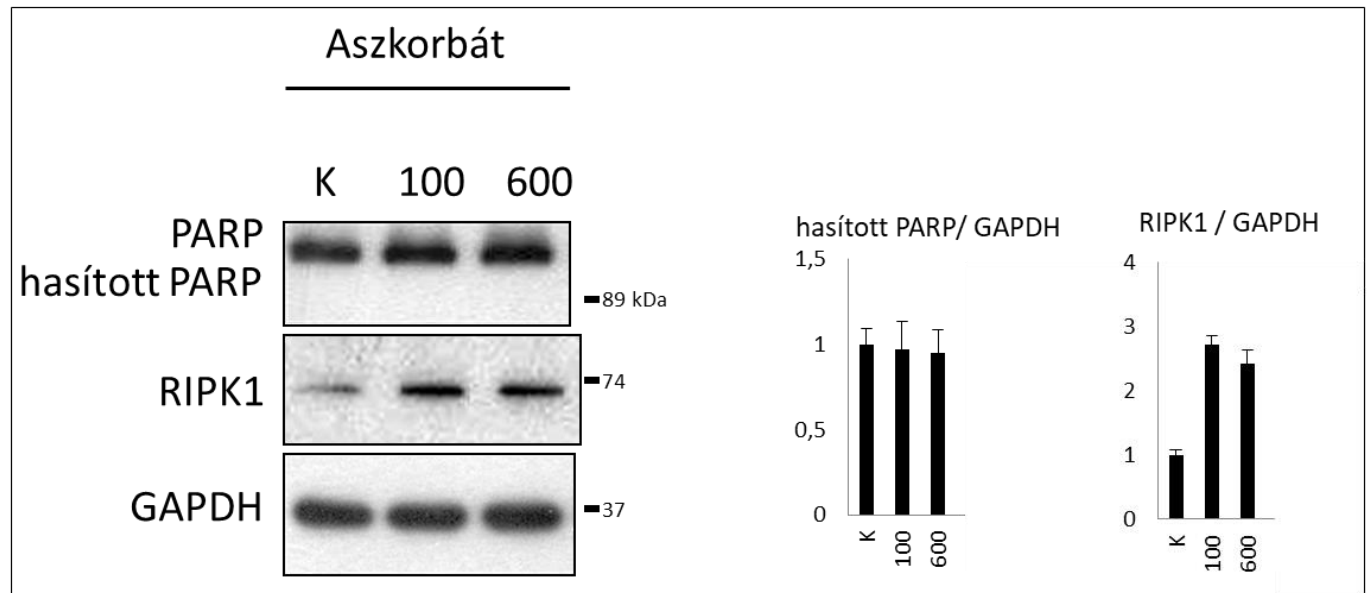 Aszkorbát
K 100 600
PARP
hasított PARP
89 kDa
RIPK1
74
GAPDH
37
hasított PARP/ GAPDH
1,5
1
0,5
0
K 100 600
RIPK1 / GAPDH
4
3
2
1
0
K 100 600